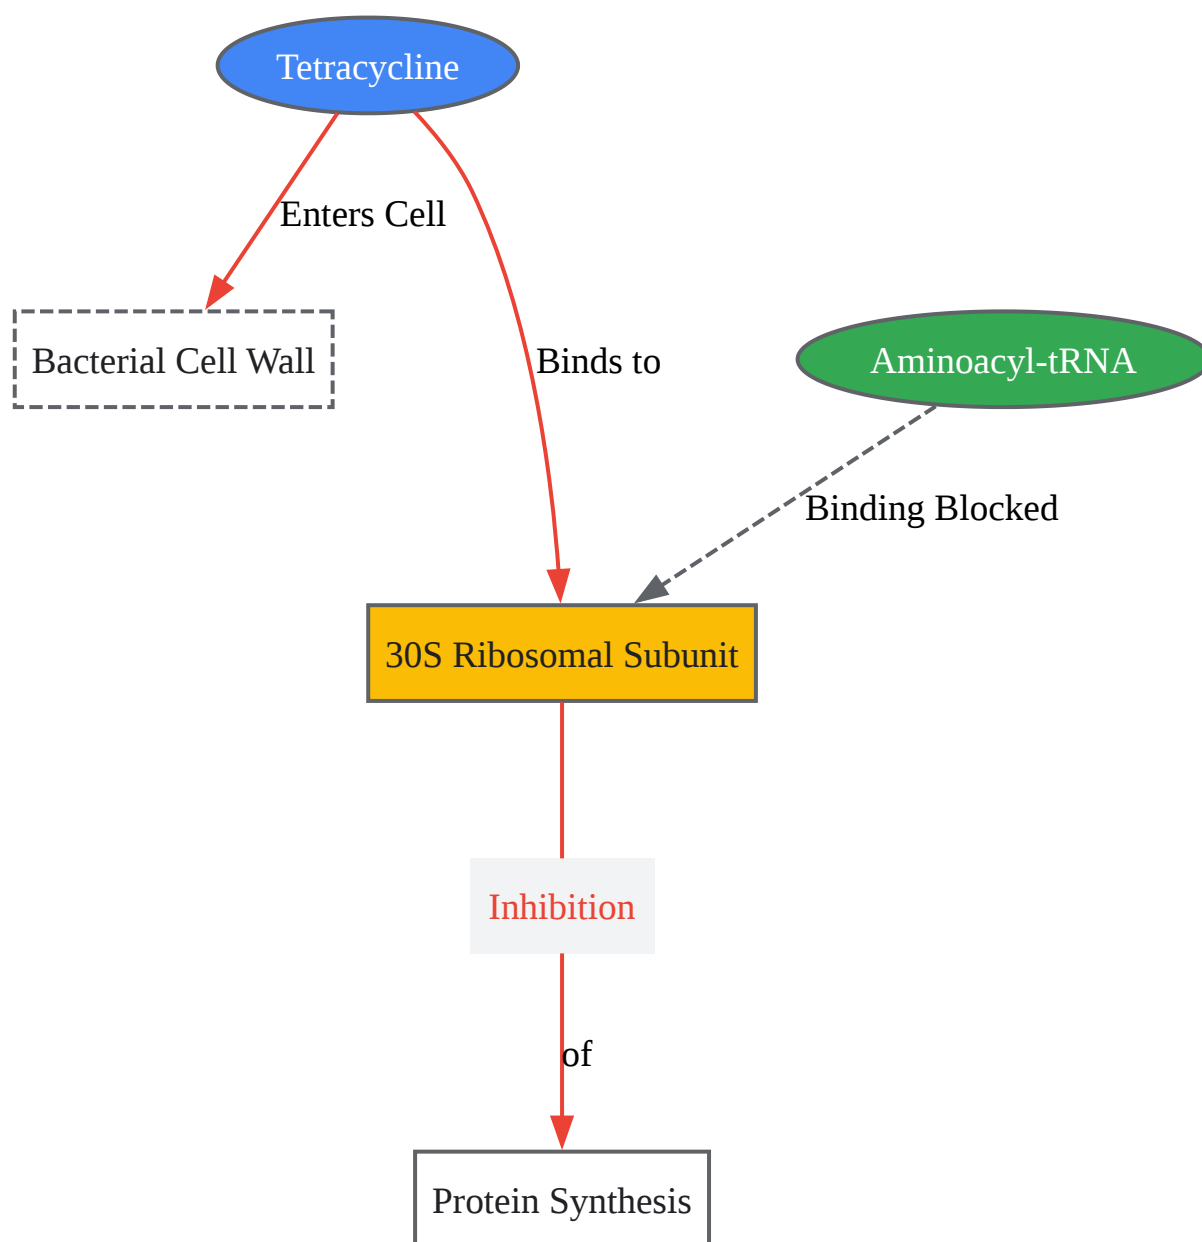 Tetracycline
Enters Cell
Bacterial Cell Wall
Binds to
Aminoacyl-tRNA
Binding Blocked
30S Ribosomal Subunit
Inhibition
of
Protein Synthesis